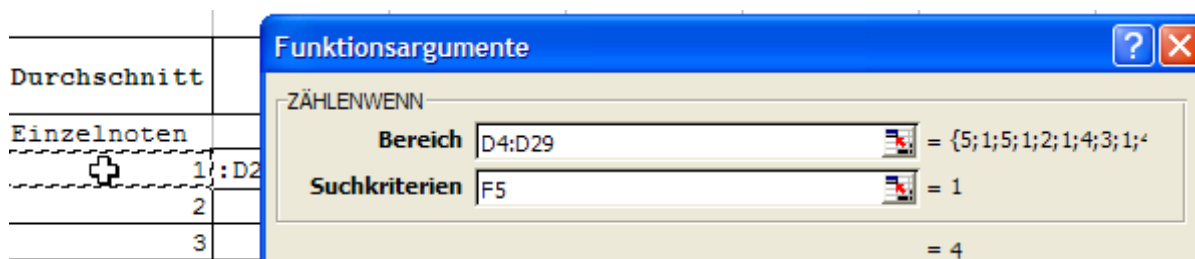 Funktionsargumente
Durchschnitt
ZÄHLENWENN
Einzelnoten
Bereich D4:D29 = {5;1;5;1;2;1;4;3;1;4
1 :D2
Suchkriterien F5 = 1
2
3
= 4